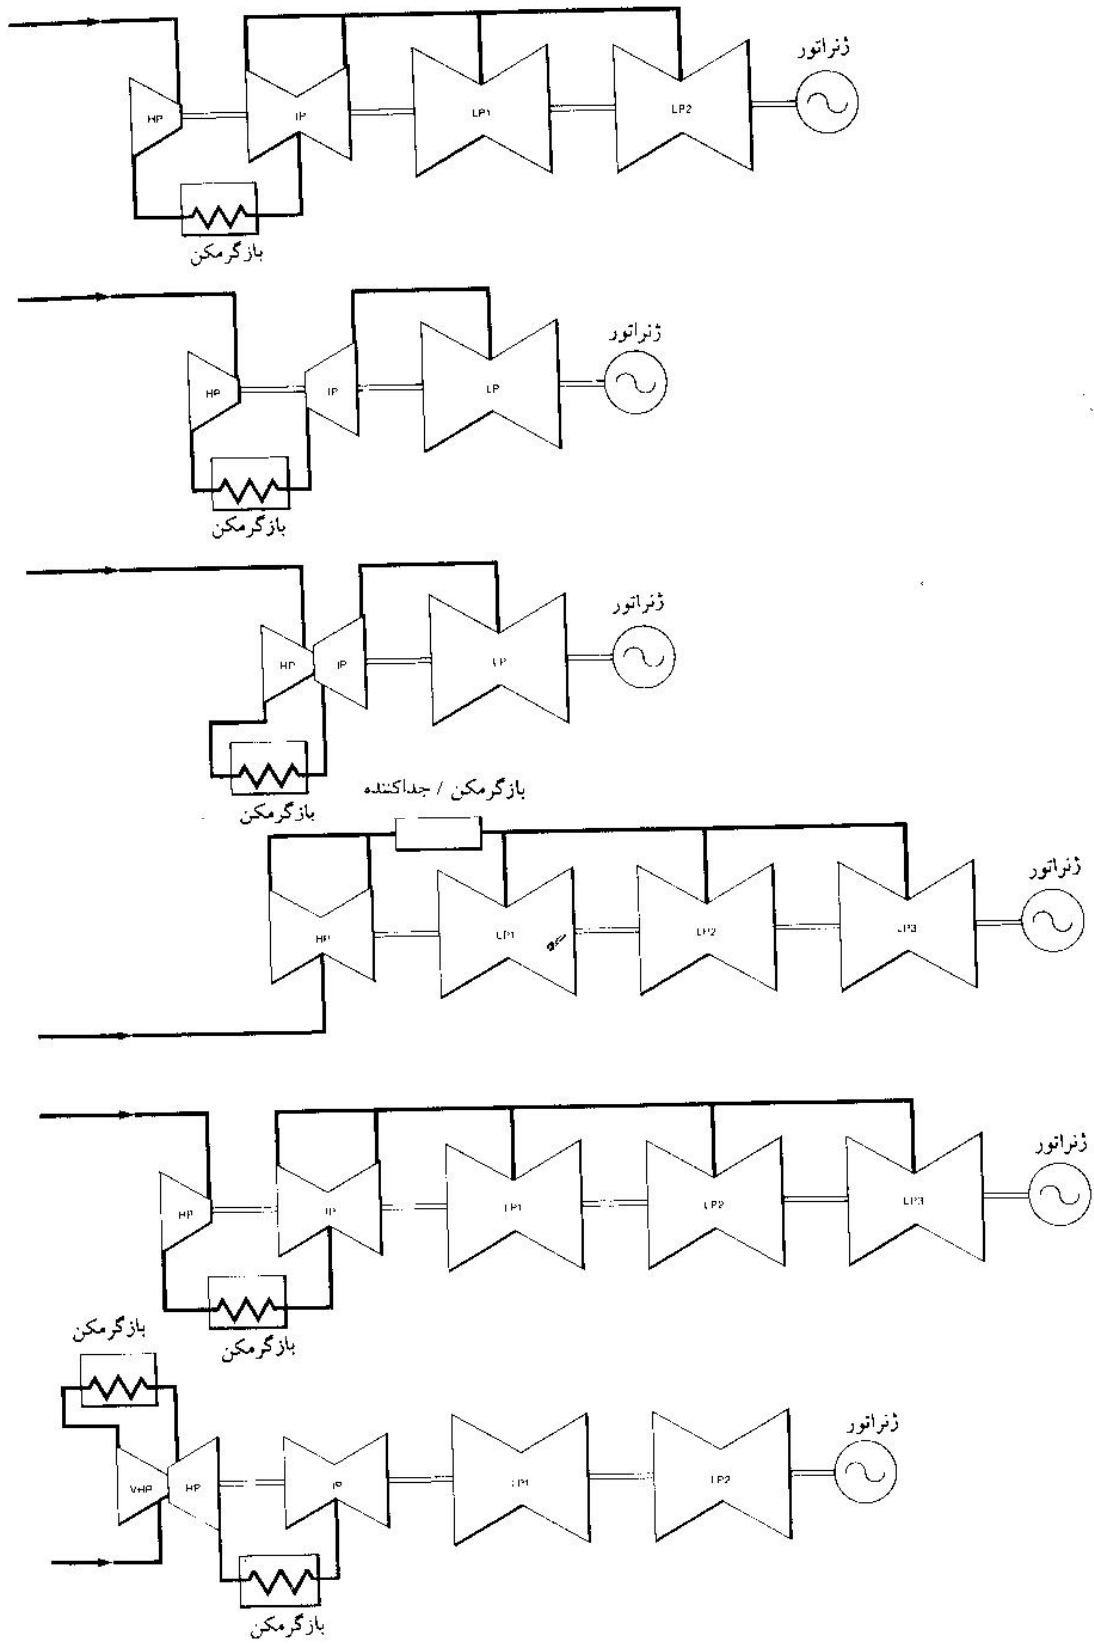 ژنراتور
HP IP LP1 LP2
بازگرمکن
ژنراتور
HP IP LP
بازگرمکن
ژنراتور
HP IP LP
بازگرمکن
بازگرمکن / جداکننده
ژنراتور
HP LP1 LP2 LP3
ژنراتور
HP IP LP1 LP2 LP3
بازگرمکن
بازگرمکن
ژنراتور
VHP HP IP LP1 LP2
بازگرمکن